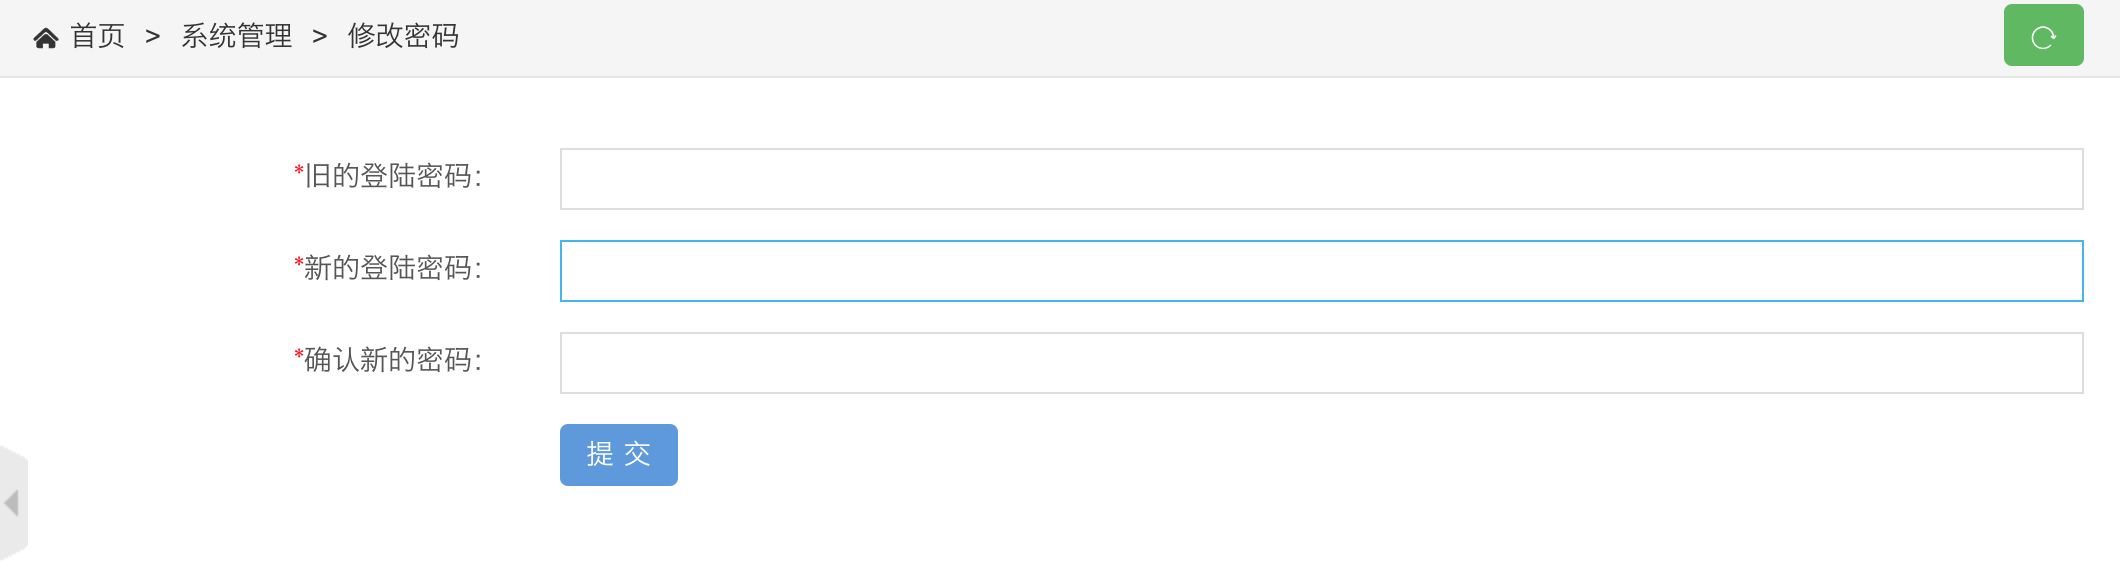 首页 > 系统管理 > 修改密码
*旧的登陆密码：
*新的登陆密码：
*确认新的密码：
提 交